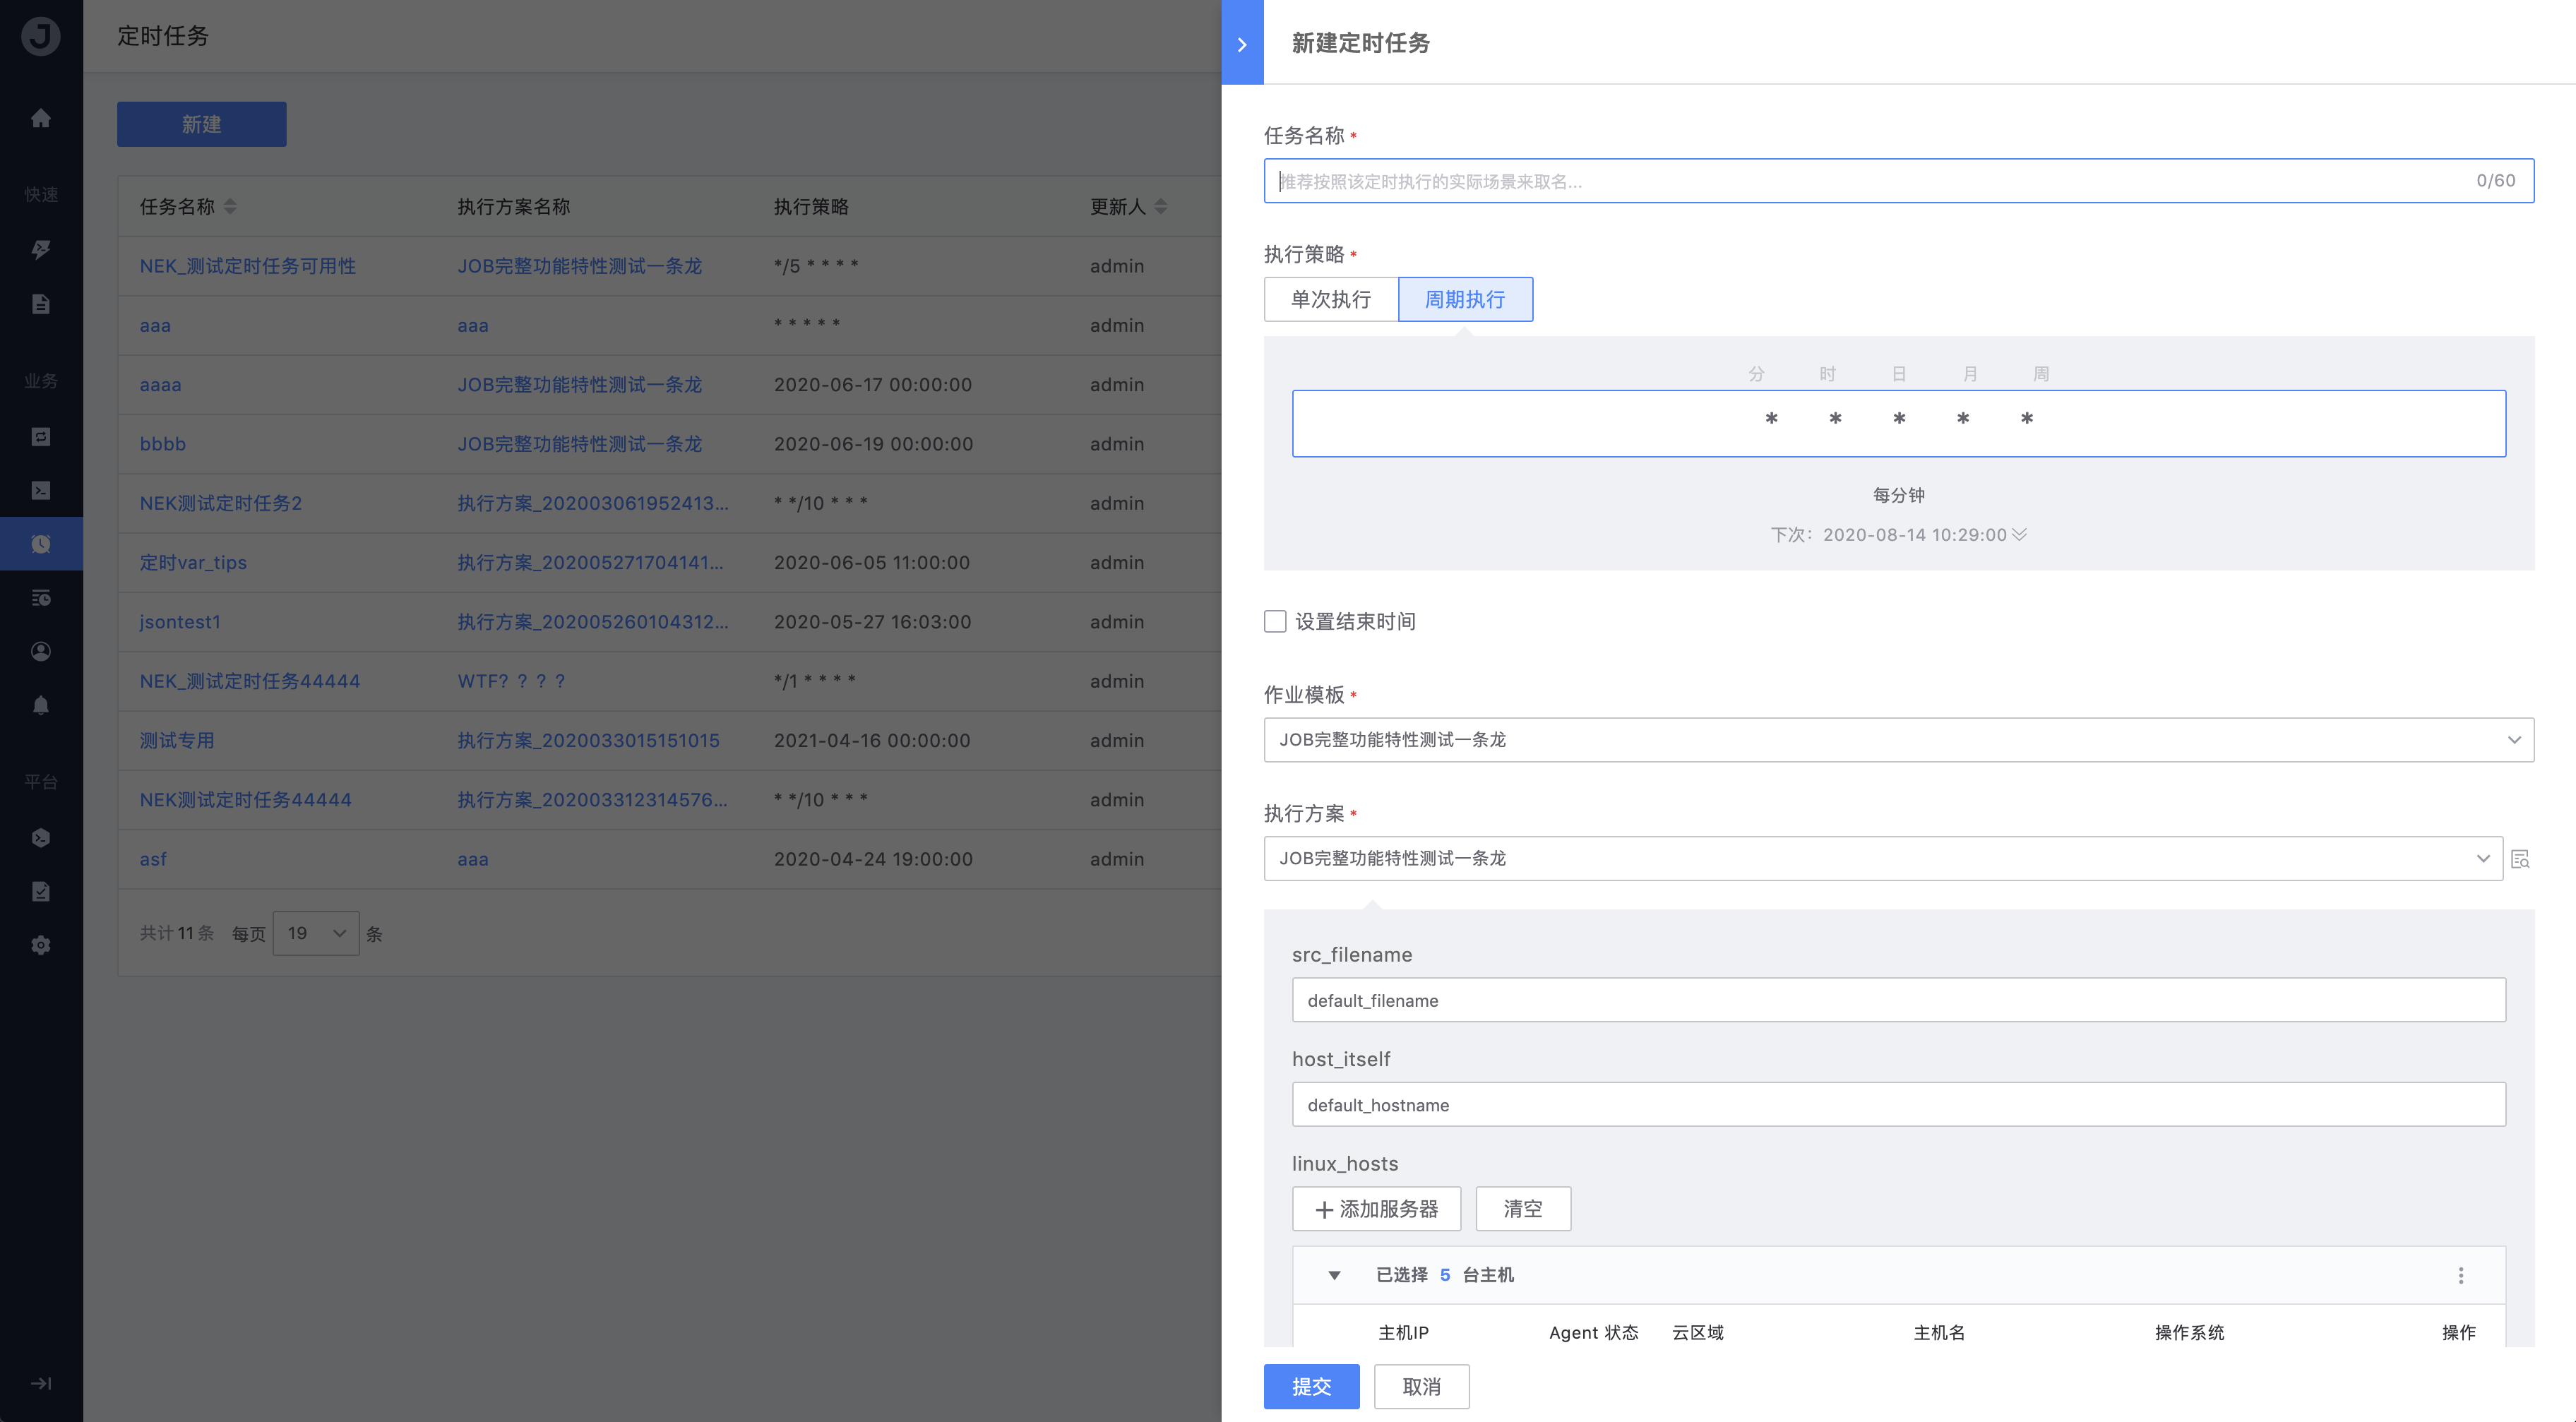 定时任务
新建
快速
业务
平台
任务名称 执行方案名称 执行策略 更新人
NEK_测试定时任务可用性 JOB完整功能特性测试一条龙 */5 * * * * admin
aaa aaa * * * * * admin
aaaa JOB完整功能特性测试一条龙 2020-06-17 00:00:00 admin
bbbb JOB完整功能特性测试一条龙 2020-06-19 00:00:00 admin
NEK测试定时任务2 执行方案_202003061952413... * */10 * * * admin
定时var_tips 执行方案_202005271704141... 2020-06-05 11:00:00 admin
jsontest1 执行方案_202005260104312... 2020-05-27 16:03:00 admin
NEK_测试定时任务44444 WTF？？？？ */1 * * * * admin
测试专用 执行方案_2020033015151015 2021-04-16 00:00:00 admin
NEK测试定时任务44444 执行方案_202003312314576... * */10 * * * admin
asf aaa 2020-04-24 19:00:00 admin
共计 11 条 每页 19 条
新建定时任务
任务名称 *
推荐按照该定时执行的实际场景来取名... 0/60
执行策略 *
单次执行 周期执行
分 时 日 月 周
* * * * *
每分钟
下次：2020-08-14 10:29:00
设置结束时间
作业模板 *
JOB完整功能特性测试一条龙
执行方案 *
JOB完整功能特性测试一条龙
src_filename
default_filename
host_itself
default_hostname
linux_hosts
添加服务器 清空
已选择 5 台主机
主机IP Agent 状态 云区域 主机名 操作系统 操作
提交 取消